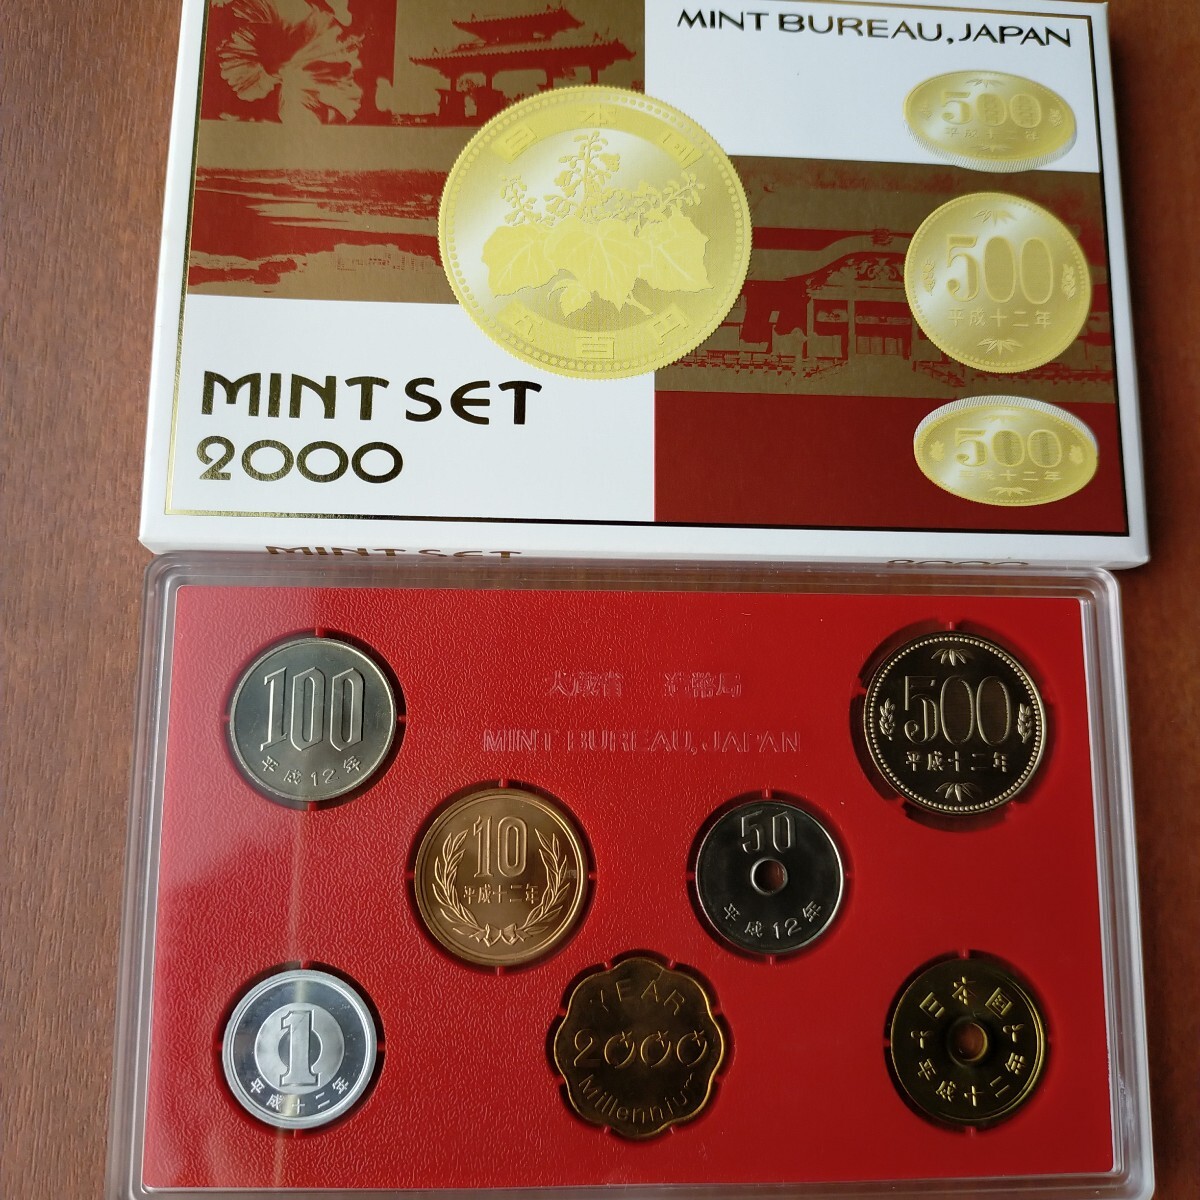 MINT BUREAU, JAPAN
500
平成十二年
日本国
五百円
500
平成十二年
500
平成十二年
MINT SET
2000
MINT SET
2000
大蔵省 造幣局
MINT BUREAU, JAPAN
100
平成12年
500
平成十二年
10
平成十二年
50
平成12年
1
平成十二年
YEAR
2000
Millennium
日本国
平成十二年